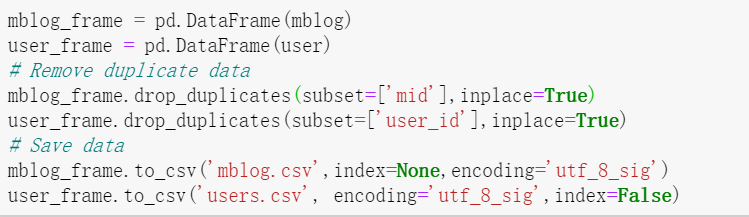 mblog_frame = pd.DataFrame(mblog)
user_frame = pd.DataFrame(user)
# Remove duplicate data
mblog_frame.drop_duplicates(subset=['mid'],inplace=True)
user_frame.drop_duplicates(subset=['user_id'],inplace=True)
# Save data
mblog_frame.to_csv('mblog.csv',index=None,encoding='utf_8_sig')
user_frame.to_csv('users.csv', encoding='utf_8_sig',index=False)